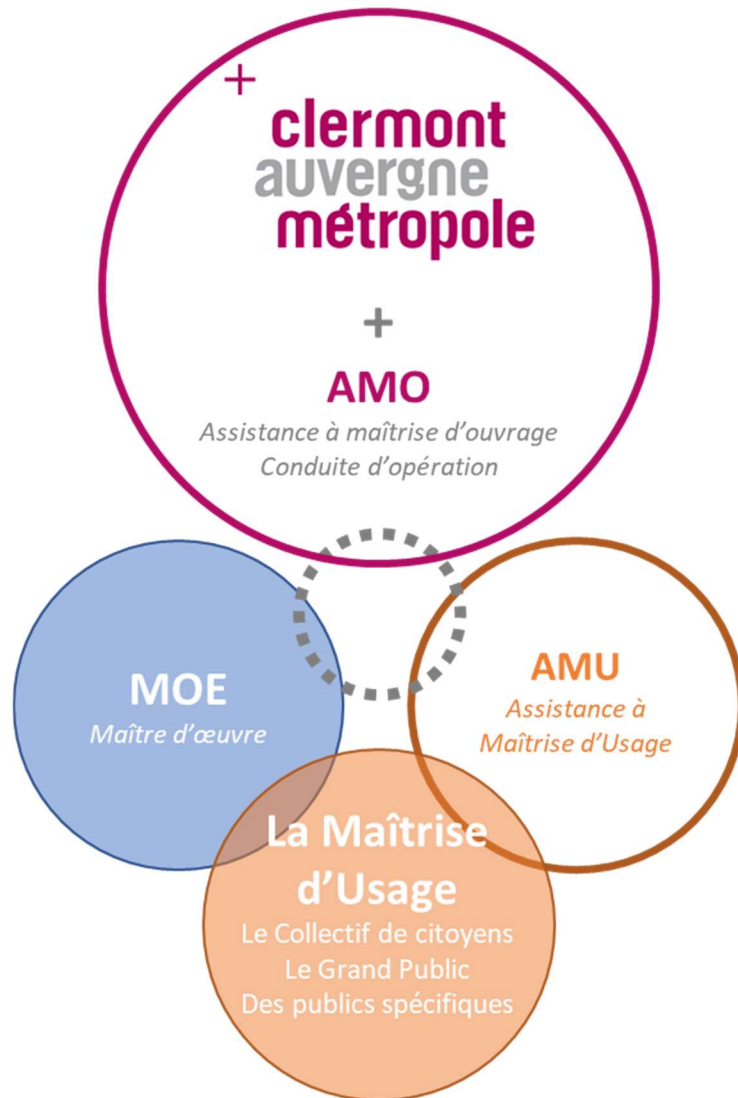 +
clermont
auvergne
métropole
+
AMO
Assistance à maîtrise d'ouvrage
Conduite d'opération
MOE
Maître d'œuvre
AMU
Assistance à
Maîtrise d'Usage
La Maîtrise
d'Usage
Le Collectif de citoyens
Le Grand Public
Des publics spécifiques